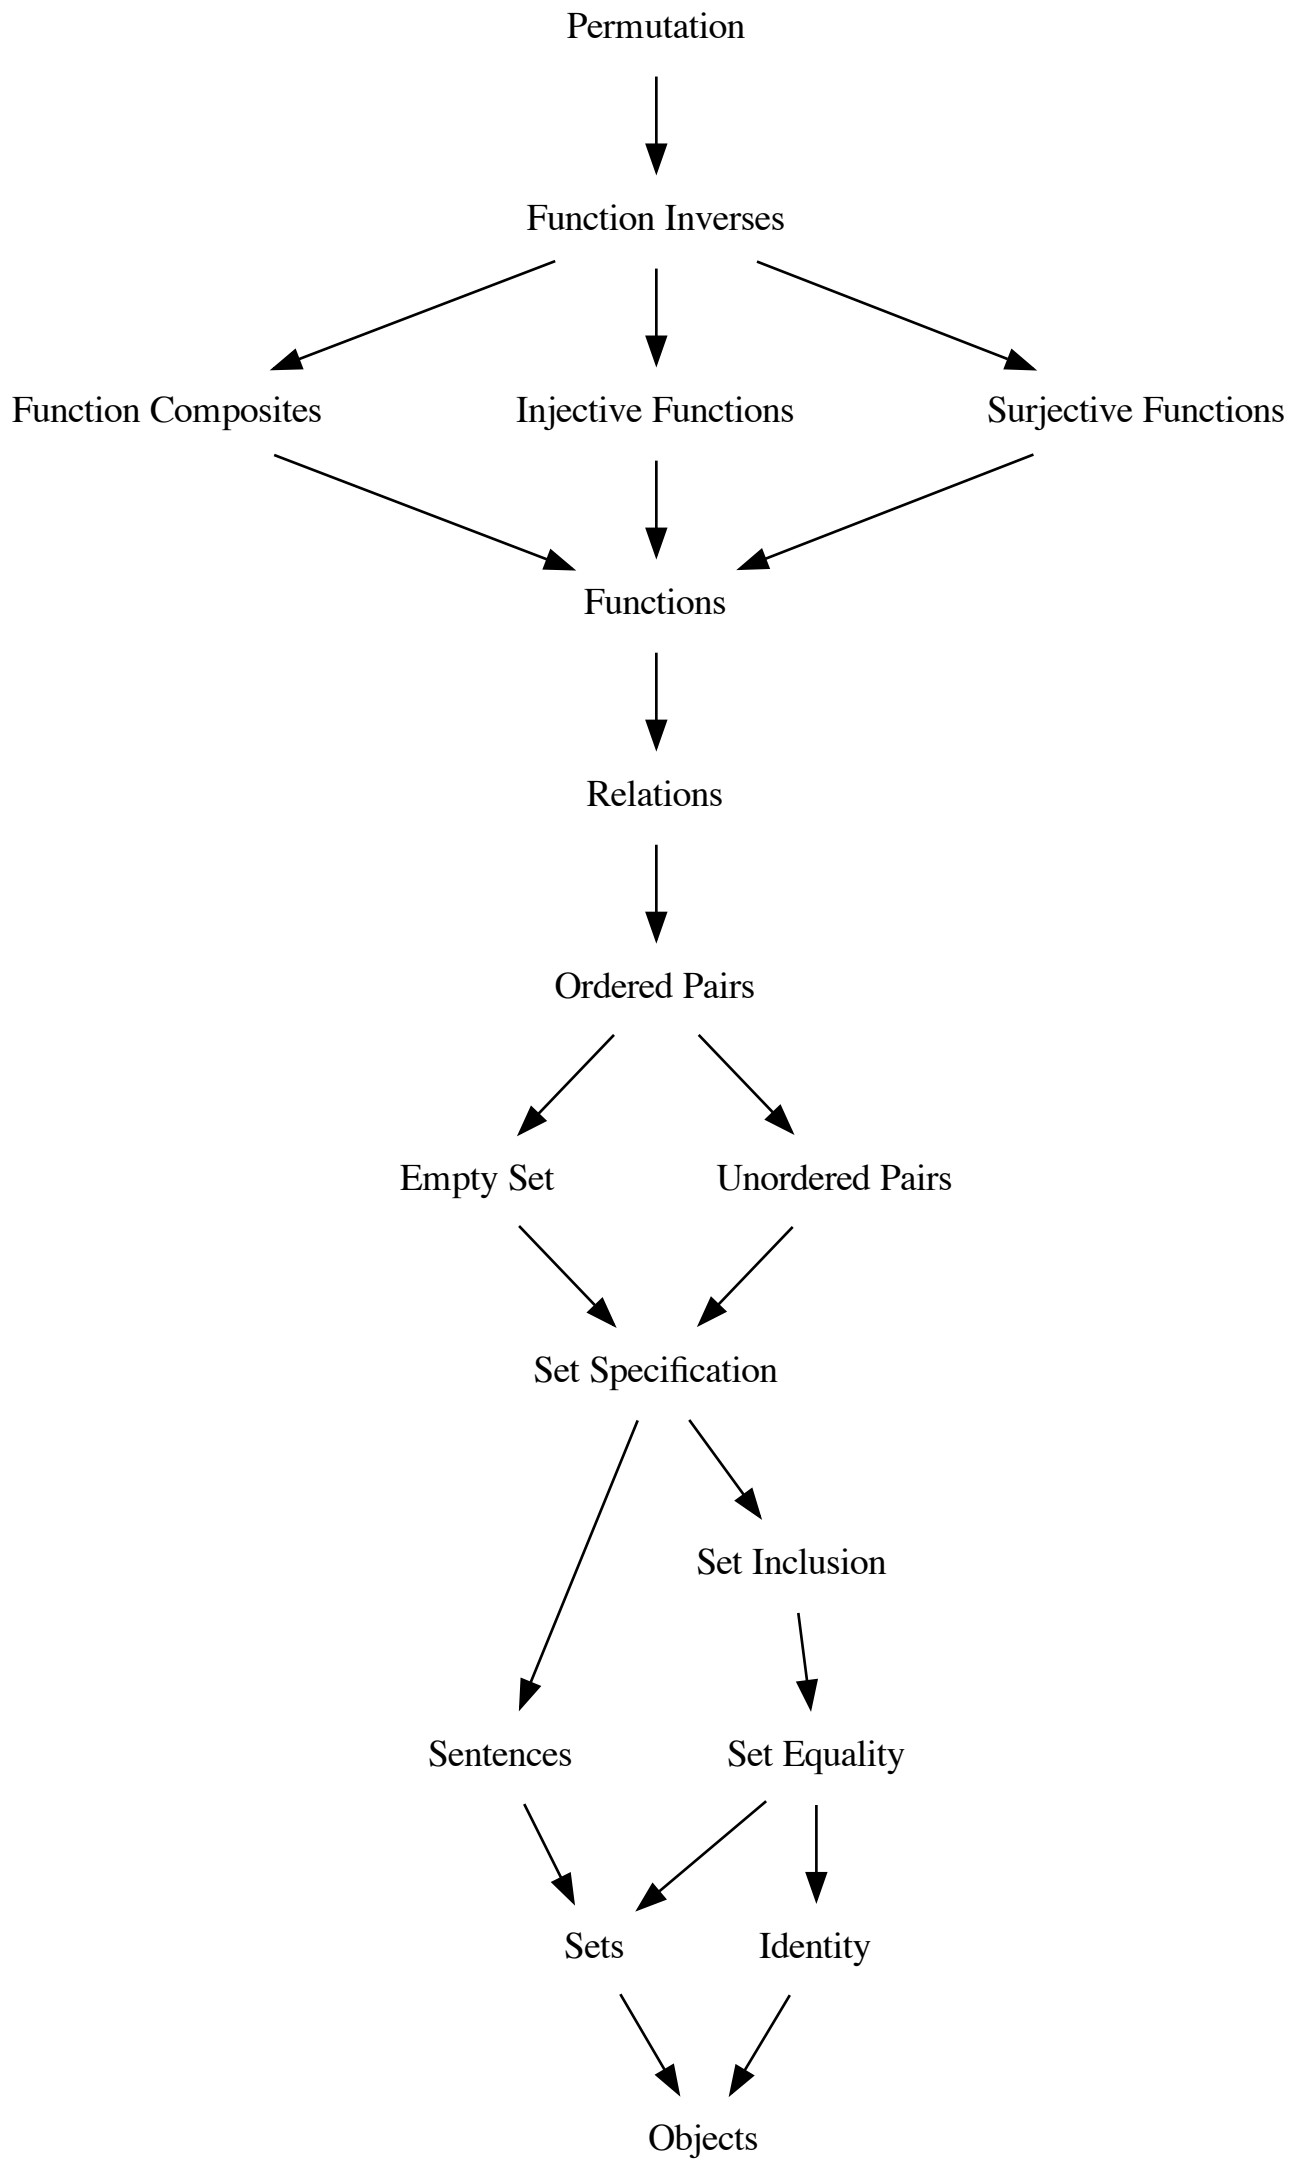 Permutation
Function Inverses
Function Composites
Injective Functions
Surjective Functions
Functions
Relations
Ordered Pairs
Empty Set
Unordered Pairs
Set Specification
Set Inclusion
Sentences
Set Equality
Sets
Identity
Objects